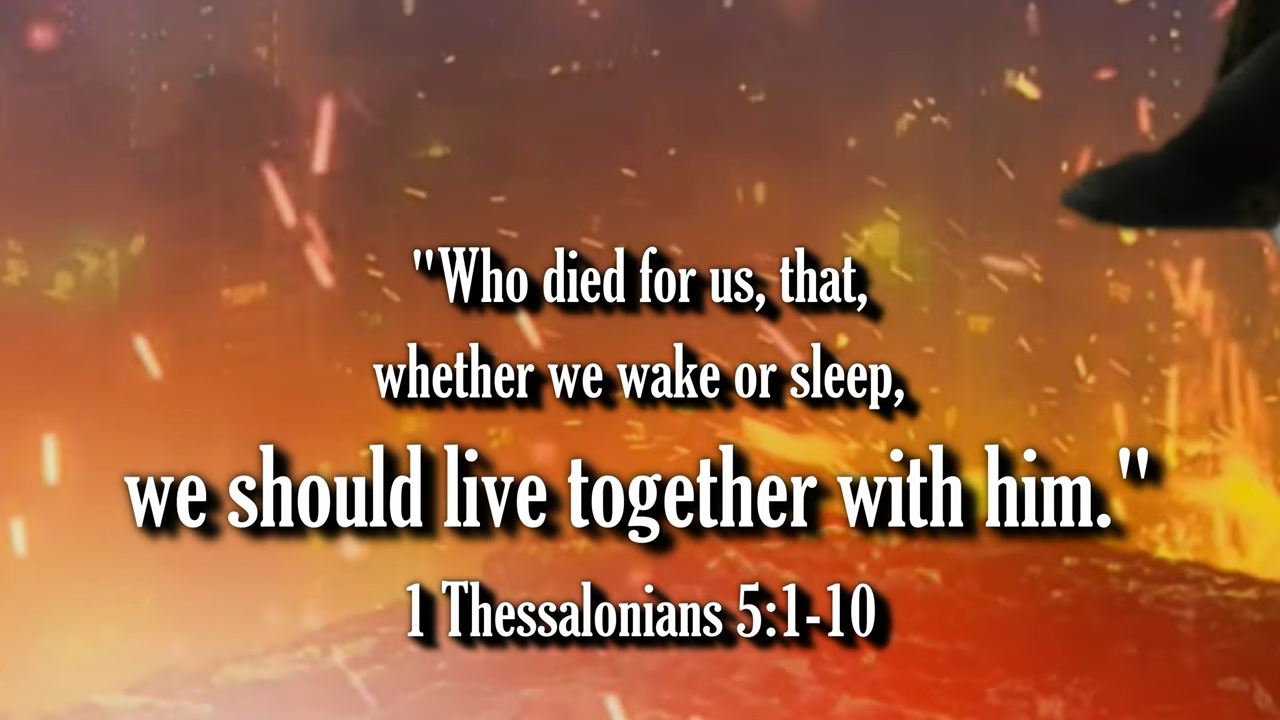 "Who died for us, that,
whether we wake or sleep,
we should live together with him."
1 Thessalonians 5:1-10